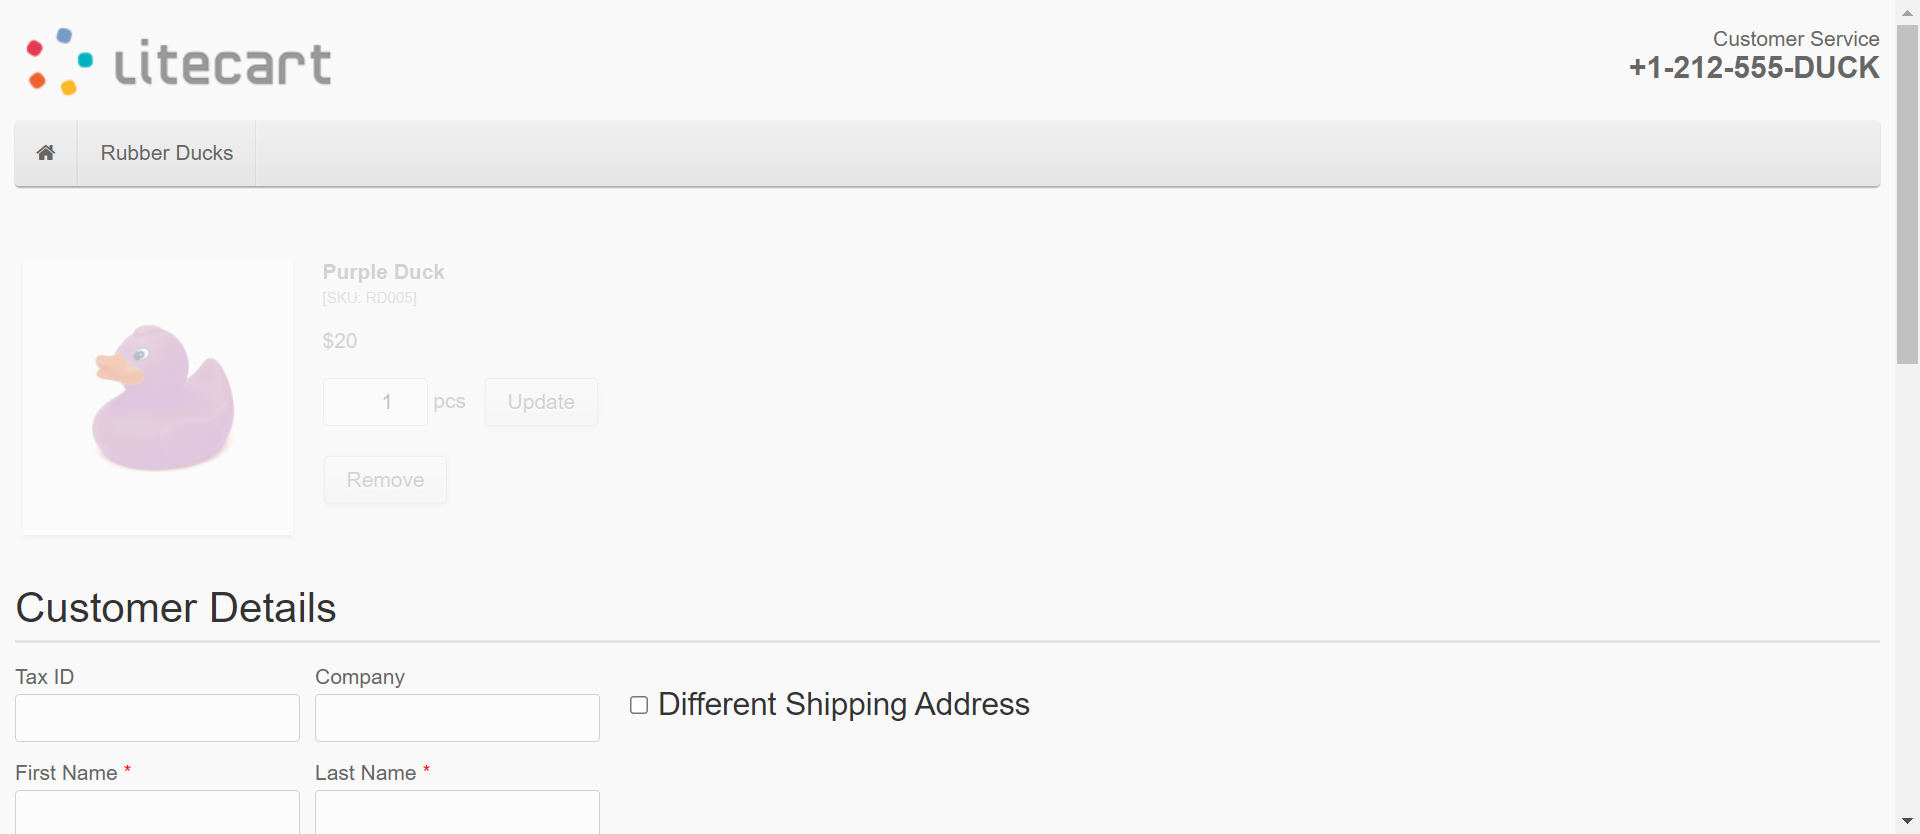 litecart
Customer Service
+1-212-555-DUCK
Rubber Ducks
Purple Duck
[SKU: RD005]
$20
1 pcs Update
Remove
Customer Details
Tax ID Company
Different Shipping Address
First Name * Last Name *